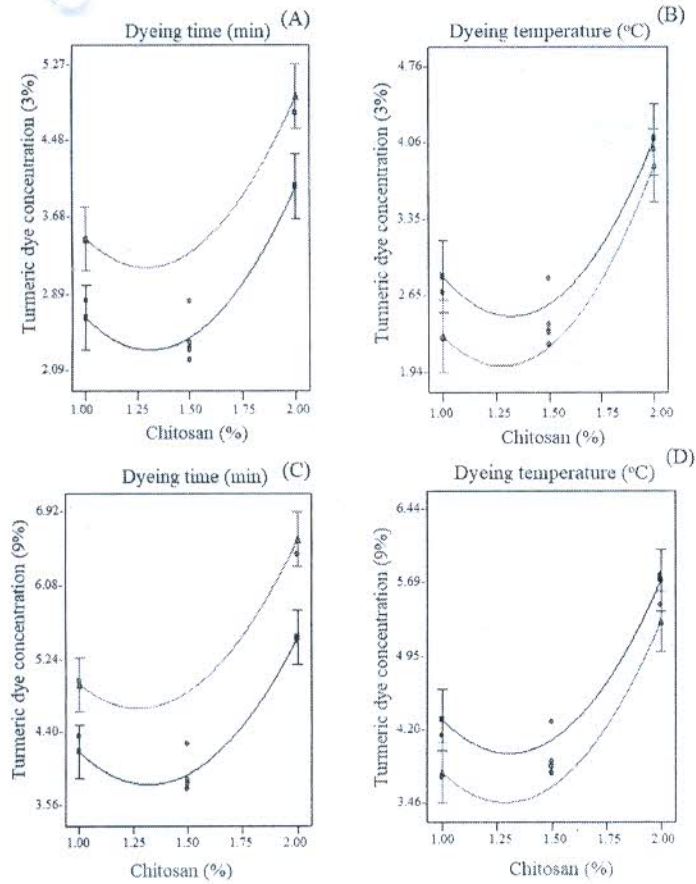 (A)
Dyeing time (min)
Turmeric dye concentration (3%)
5.27
4.48
3.68
2.89
2.09
1.00 1.25 1.50 1.75 2.00
Chitosan (%)
(B)
Dyeing temperature (°C)
Turmeric dye concentration (3%)
4.76
4.06
3.35
2.65
1.94
1.00 1.25 1.50 1.75 2.00
Chitosan (%)
(C)
Dyeing time (min)
Turmeric dye concentration (9%)
6.92
6.08
5.24
4.40
3.56
1.00 1.25 1.50 1.75 2.00
Chitosan (%)
(D)
Dyeing temperature (°C)
Turmeric dye concentration (9%)
6.44
5.69
4.95
4.20
3.46
1.00 1.25 1.50 1.75 2.00
Chitosan (%)